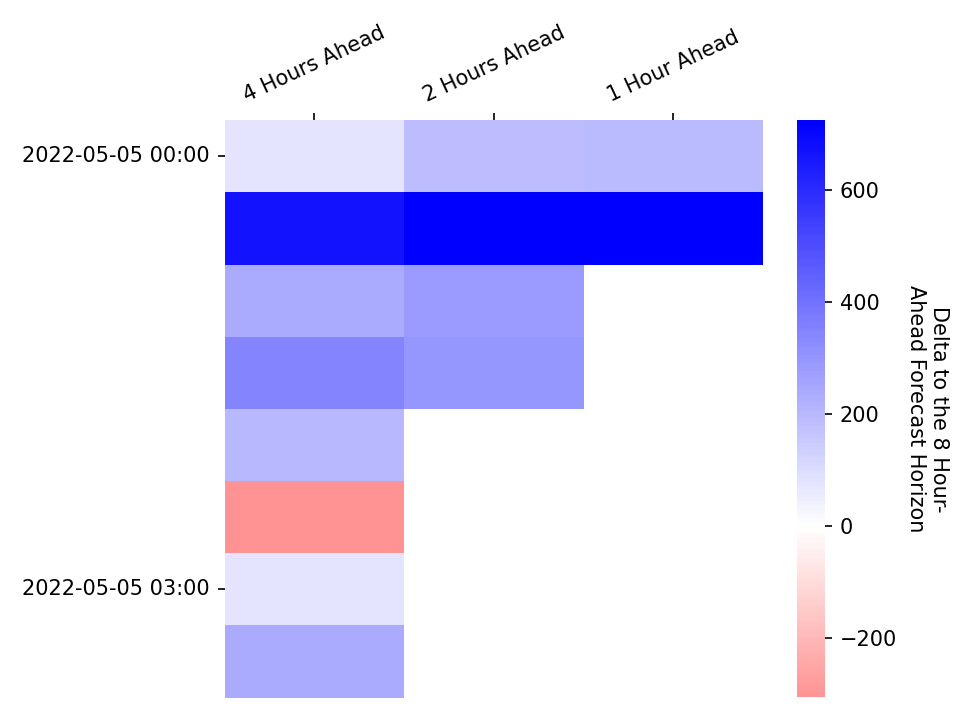 4 Hours Ahead
2 Hours Ahead
1 Hour Ahead
2022-05-05 00:00
2022-05-05 03:00
600
400
200
0
−200
Delta to the 8 Hour-
Ahead Forecast Horizon